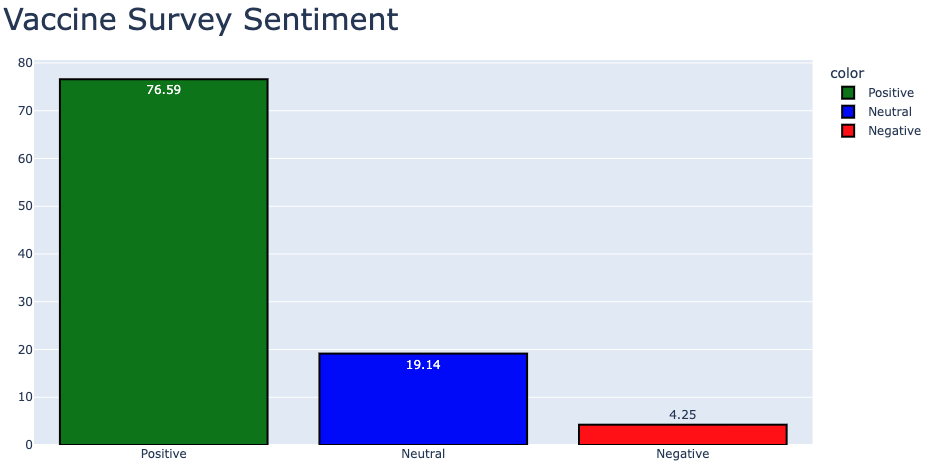 Vaccine Survey Sentiment
80
70
60
50
40
30
20
10
0
76.59
19.14
4.25
Positive
Neutral
Negative
color
Positive
Neutral
Negative